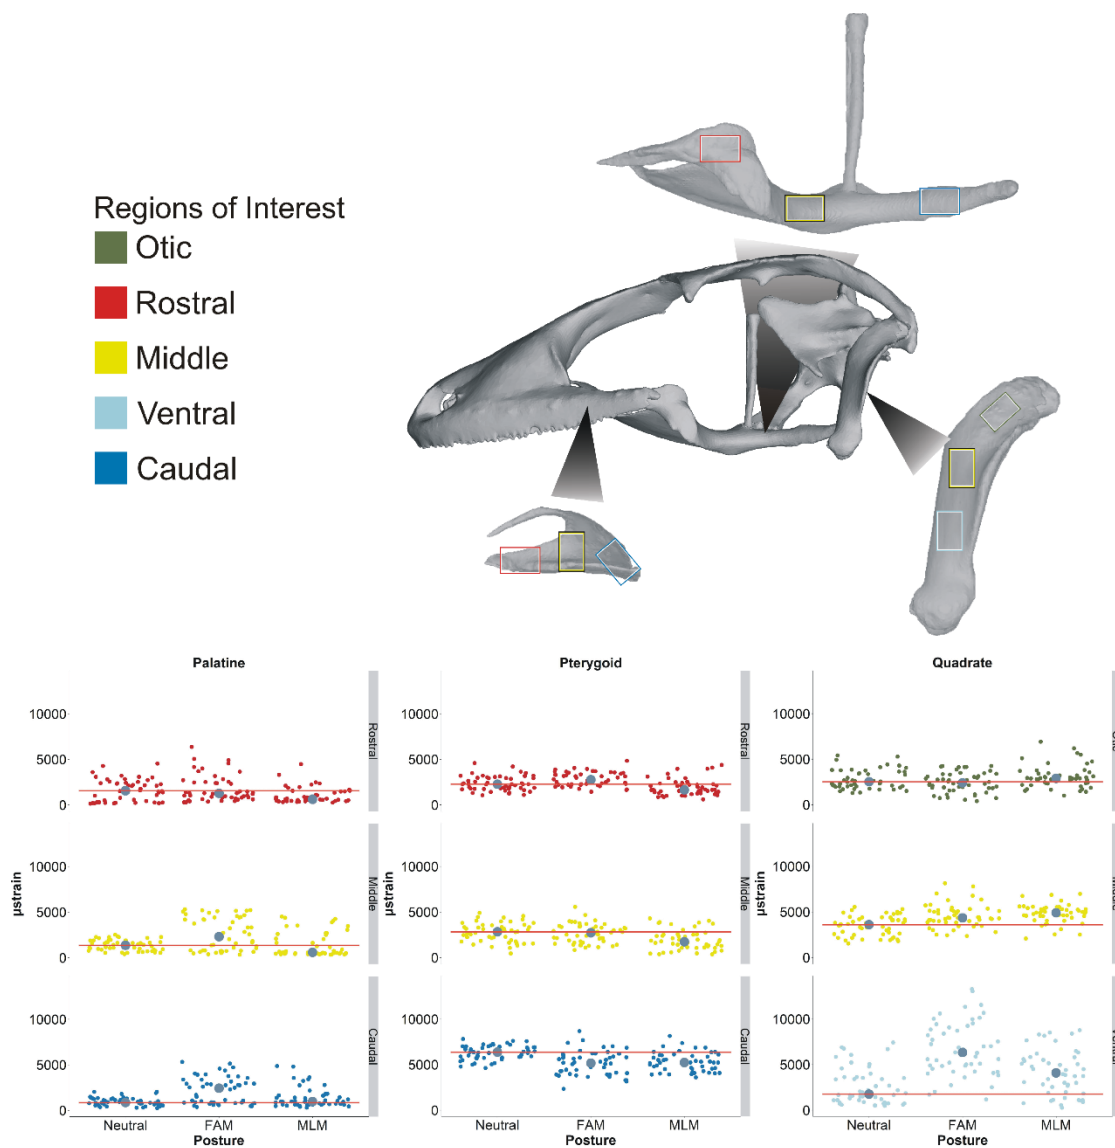 Regions of Interest
Otic
Rostral
Middle
Ventral
Caudal
Palatine
Pterygoid
Quadrate
10000
5000
0
Rostral
10000
5000
0
Rostral
10000
5000
0
µstrain
10000
5000
0
Middle
µstrain
10000
5000
0
Middle
µstrain
10000
5000
0
10000
5000
0
Caudal
10000
5000
0
Caudal
10000
5000
0
Neutral FAM MLM
Posture
Neutral FAM MLM
Posture
Neutral FAM MLM
Posture